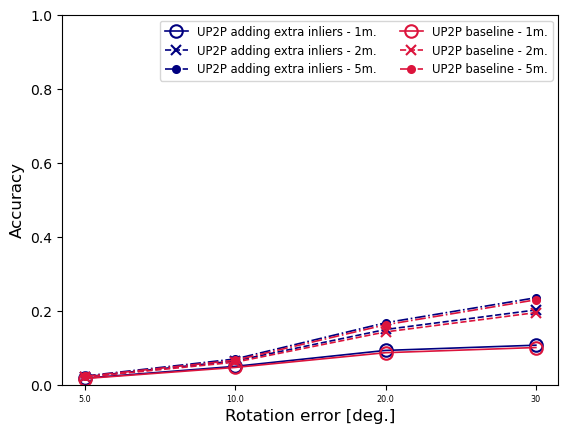 1.0
0.8
0.6
0.4
0.2
0.0
Accuracy
UP2P adding extra inliers - 1m.
UP2P adding extra inliers - 2m.
UP2P adding extra inliers - 5m.
UP2P baseline - 1m.
UP2P baseline - 2m.
UP2P baseline - 5m.
5.0 10.0 20.0 30
Rotation error [deg.]